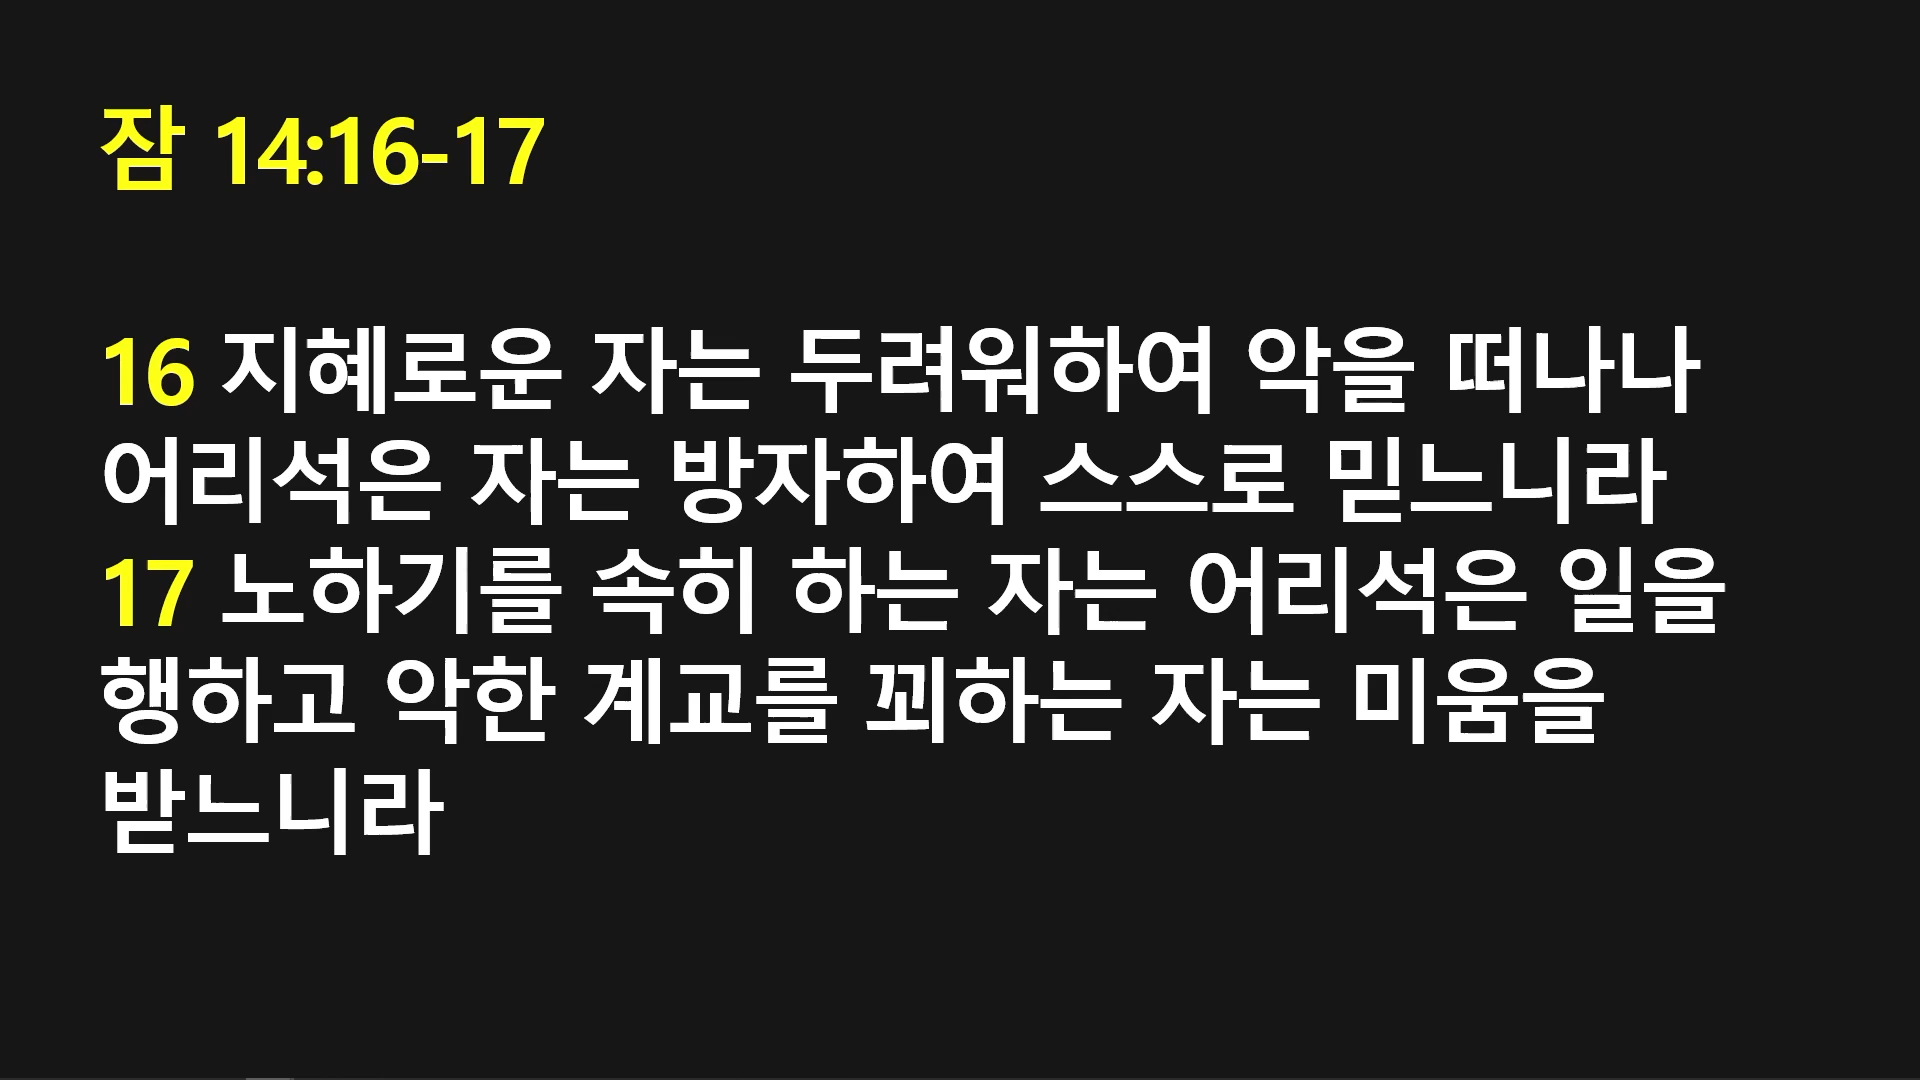 잠 14:16-17
16 지혜로운 자는 두려워하여 악을 떠나나
어리석은 자는 방자하여 스스로 믿느니라
17 노하기를 속히 하는 자는 어리석은 일을
행하고 악한 계교를 꾀하는 자는 미움을
받느니라